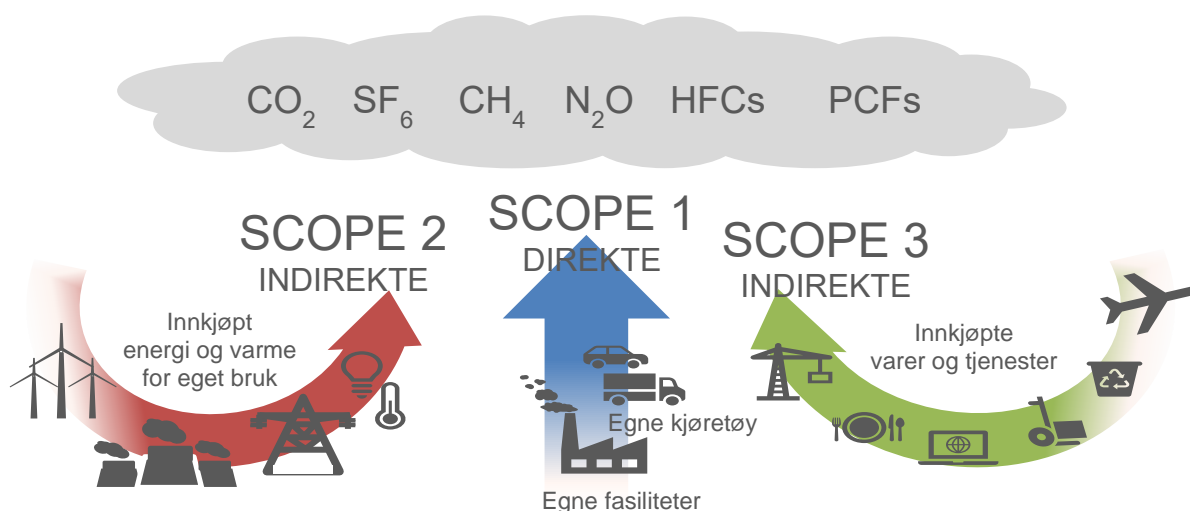 CO₂ SF₆ CH₄ N₂O HFCs PCFs
SCOPE 2
INDIREKTE
Innkjøpt
energi og varme
for eget bruk
SCOPE 1
DIREKTE
Egne kjøretøy
Egne fasiliteter
SCOPE 3
INDIREKTE
Innkjøpte
varer og tjenester